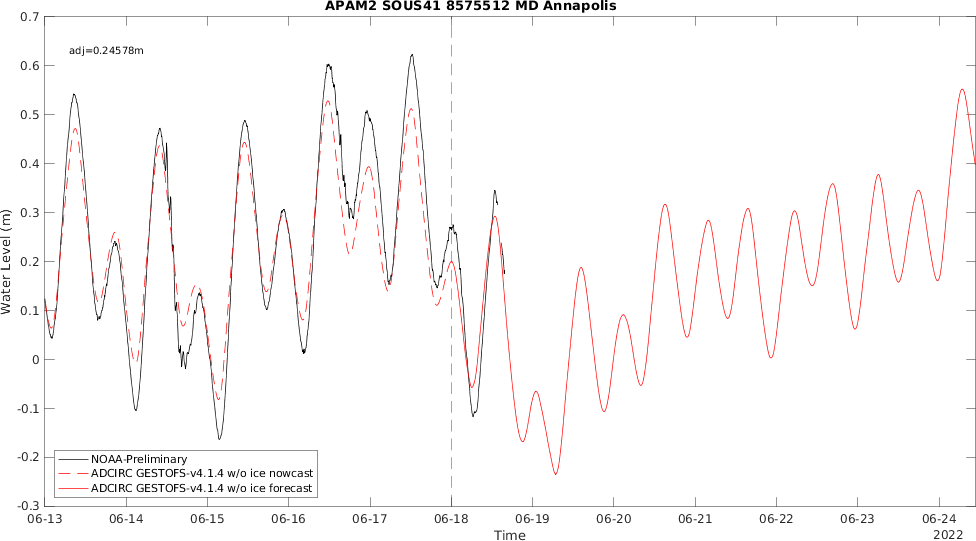 APAM2 SOUS41 8575512 MD Annapolis
adj=0.24578m
0.7
0.6
0.5
0.4
0.3
0.2
0.1
0
-0.1
-0.2
-0.3
Water Level (m)
NOAA-Preliminary
ADCIRC GESTOFS-v4.1.4 w/o ice nowcast
ADCIRC GESTOFS-v4.1.4 w/o ice forecast
06-13 06-14 06-15 06-16 06-17 06-18 06-19 06-20 06-21 06-22 06-23 06-24
Time
2022